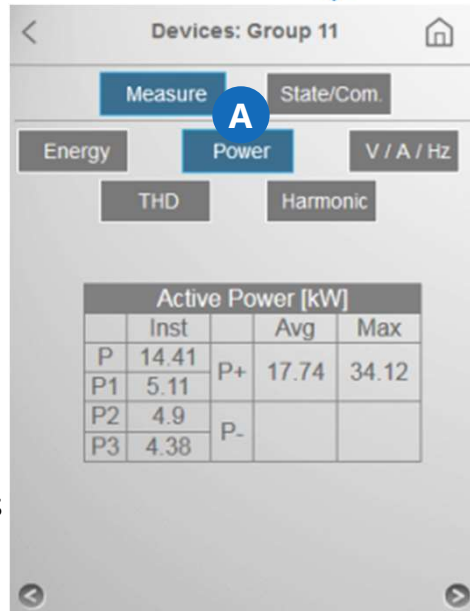 Devices: Group 11
Measure State/Com.
A
Energy Power V / A / Hz
THD Harmonic
Active Power [kW]
Inst Avg Max
P 14.41 P+ 17.74 34.12
P1 5.11
P2 4.9 P-
P3 4.38
s